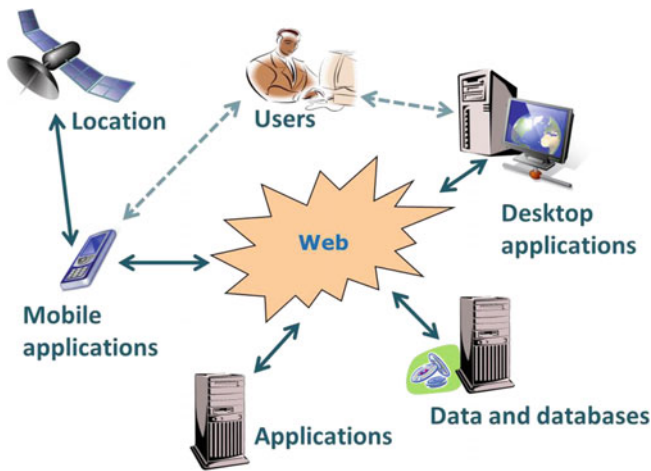 Location
Users
Desktop
applications
Web
Mobile
applications
Applications
Data and databases